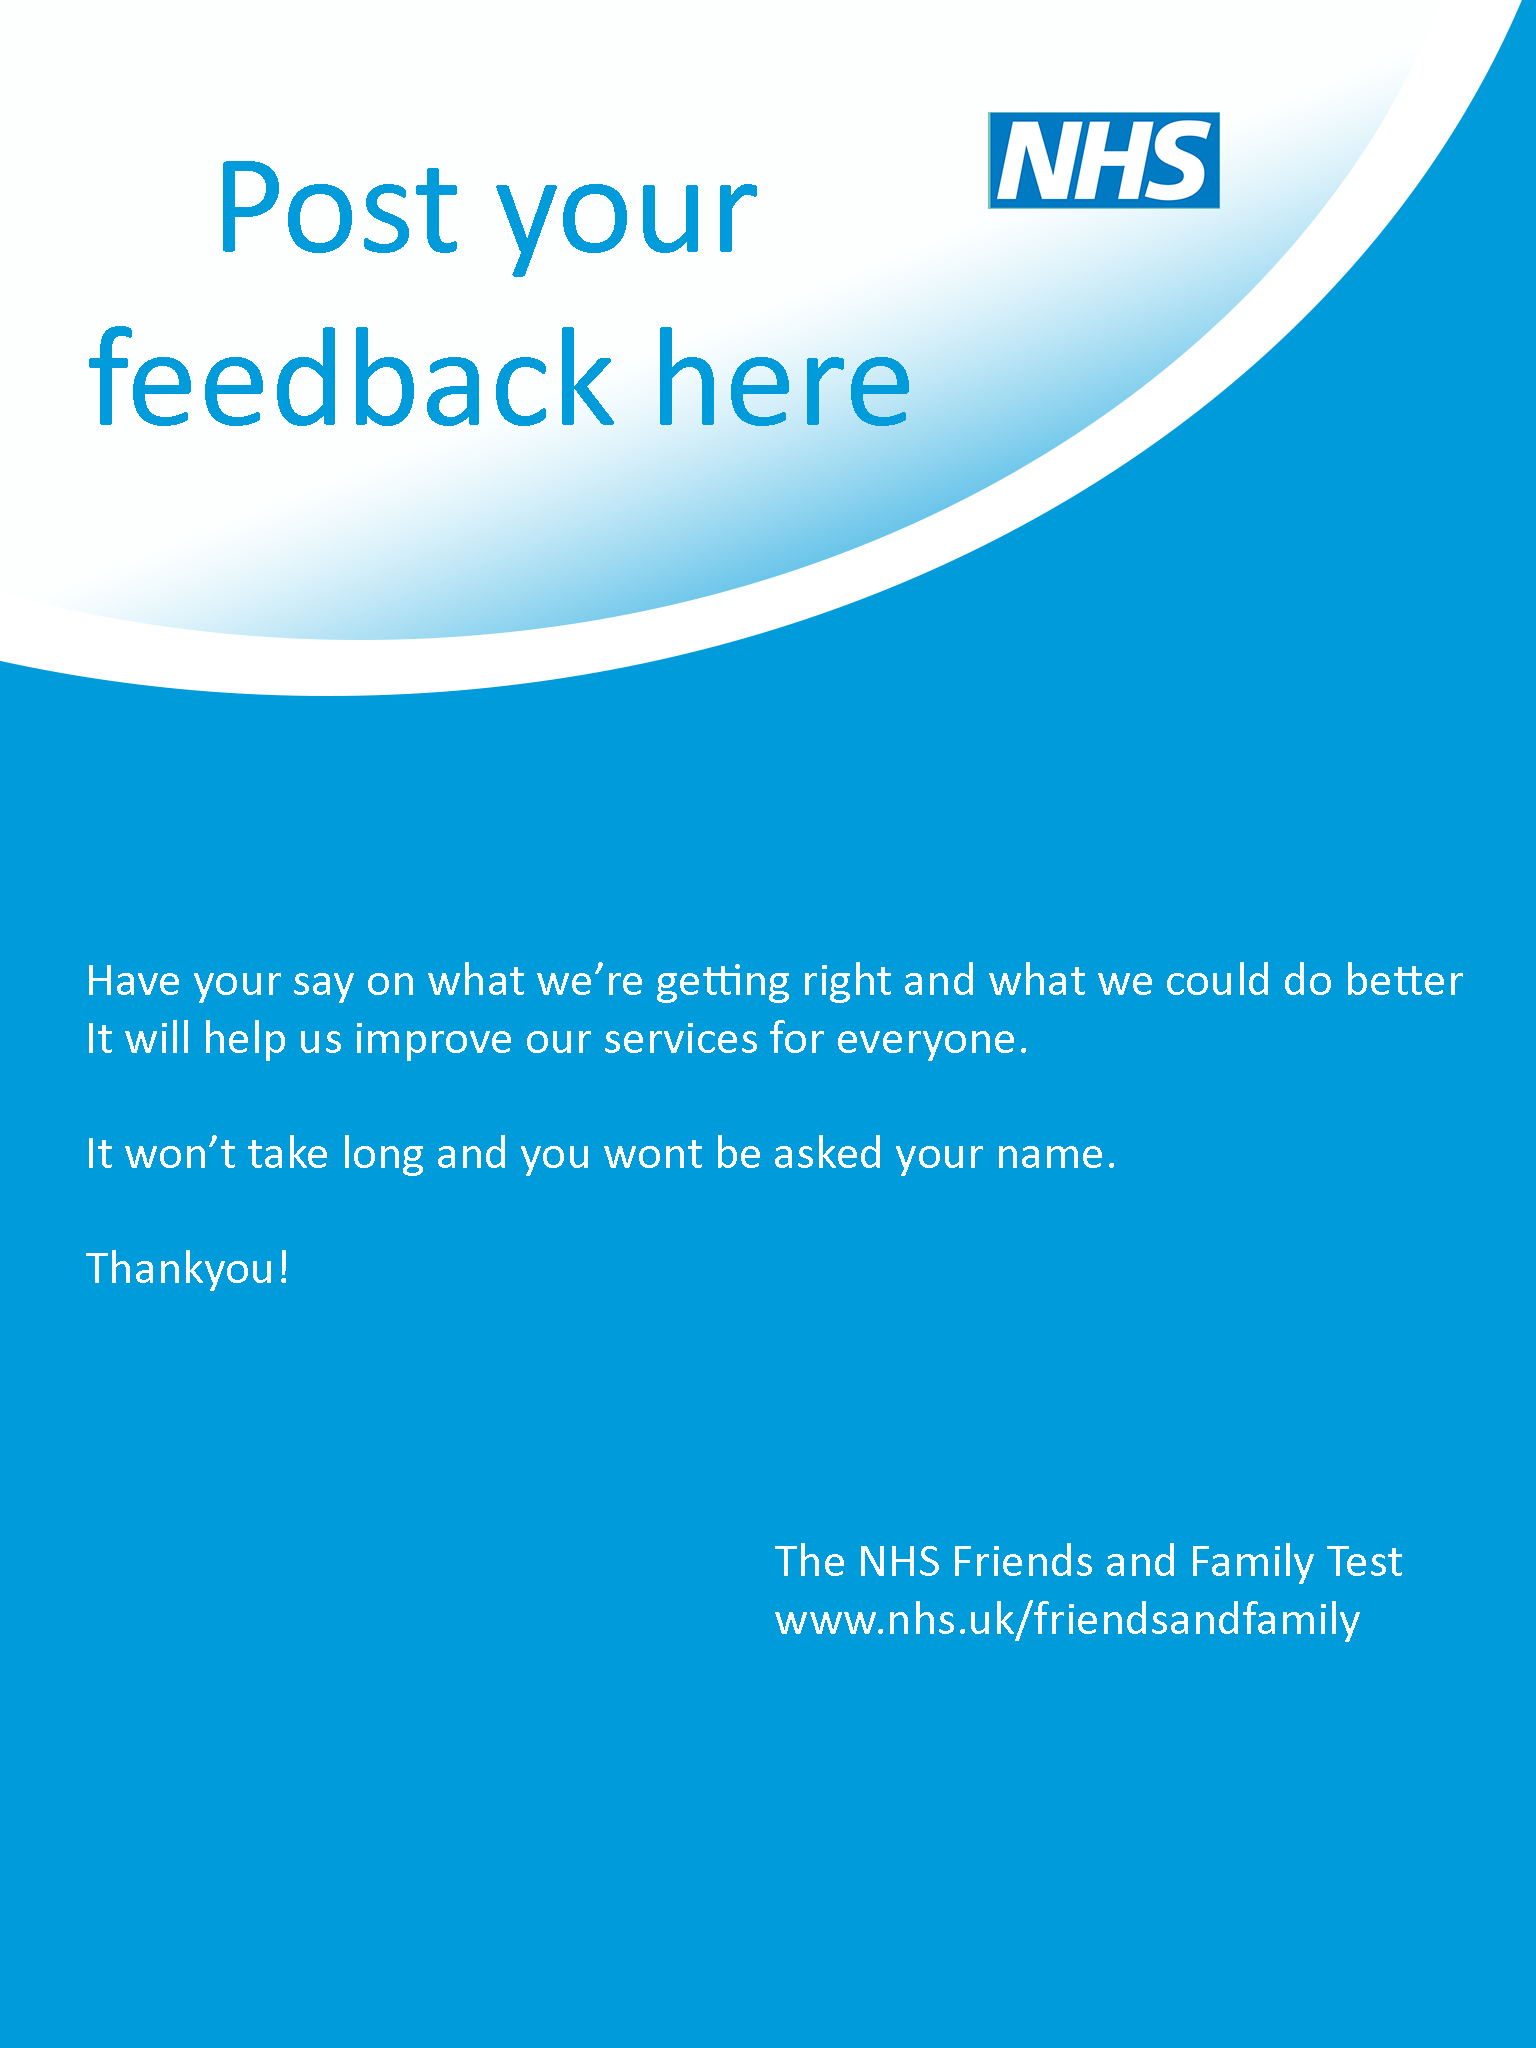 Post your
feedback here
NHS
Have your say on what we’re getting right and what we could do better
It will help us improve our services for everyone.
It won’t take long and you wont be asked your name.
Thankyou!
The NHS Friends and Family Test
www.nhs.uk/friendsandfamily